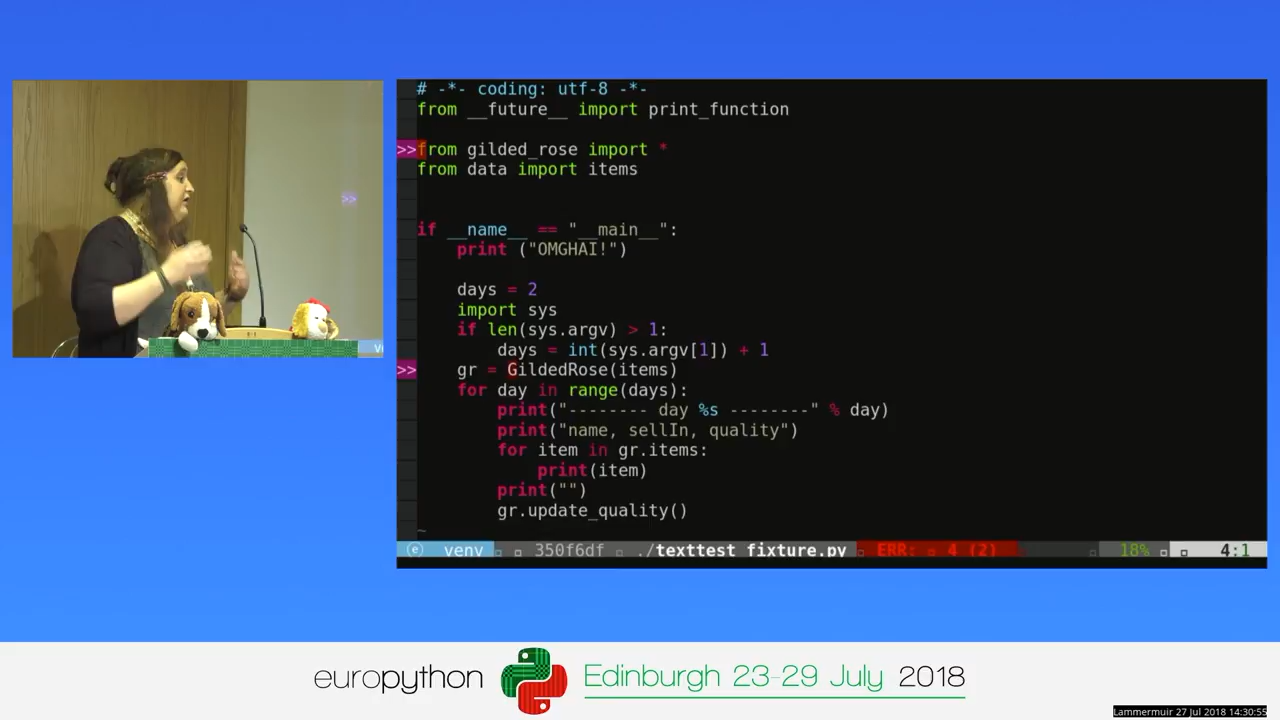 # -*- coding: utf-8 -*-
from __future__ import print_function
>>from gilded_rose import *
from data import items
if __name__ == "__main__":
print ("OMGHAI!")
days = 2
import sys
if len(sys.argv) > 1:
days = int(sys.argv[1]) + 1
>> gr = GildedRose(items)
for day in range(days):
print("-------- day %s --------" % day)
print("name, sellIn, quality")
for item in gr.items:
print(item)
print("")
gr.update_quality()
~
venv 350f6df ./texttest_fixture.py ERR: 4 (2) 18% 4:1
>>
europython Edinburgh 23-29 July 2018
Lammermuir 27 Jul 2018 14:30:55